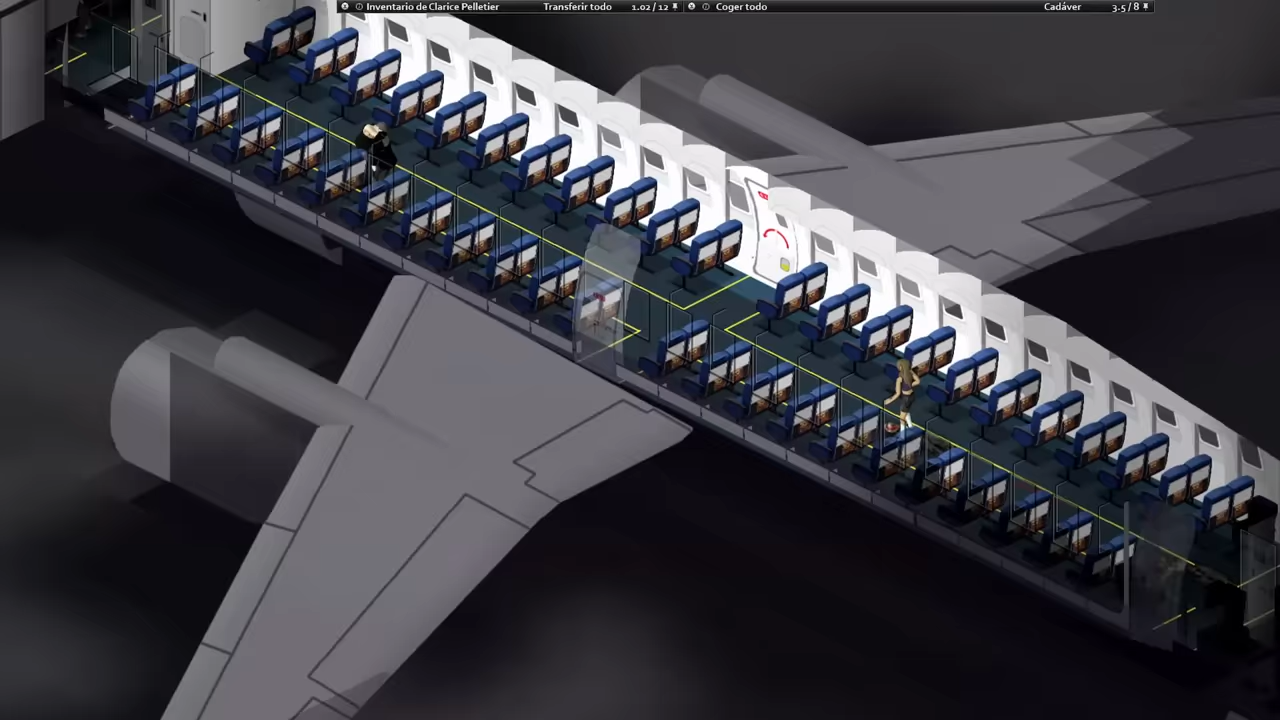 Inventario de Clarice Pelletier Transferir todo 1.02 / 12 Coger todo Cadáver 3.5 / 8